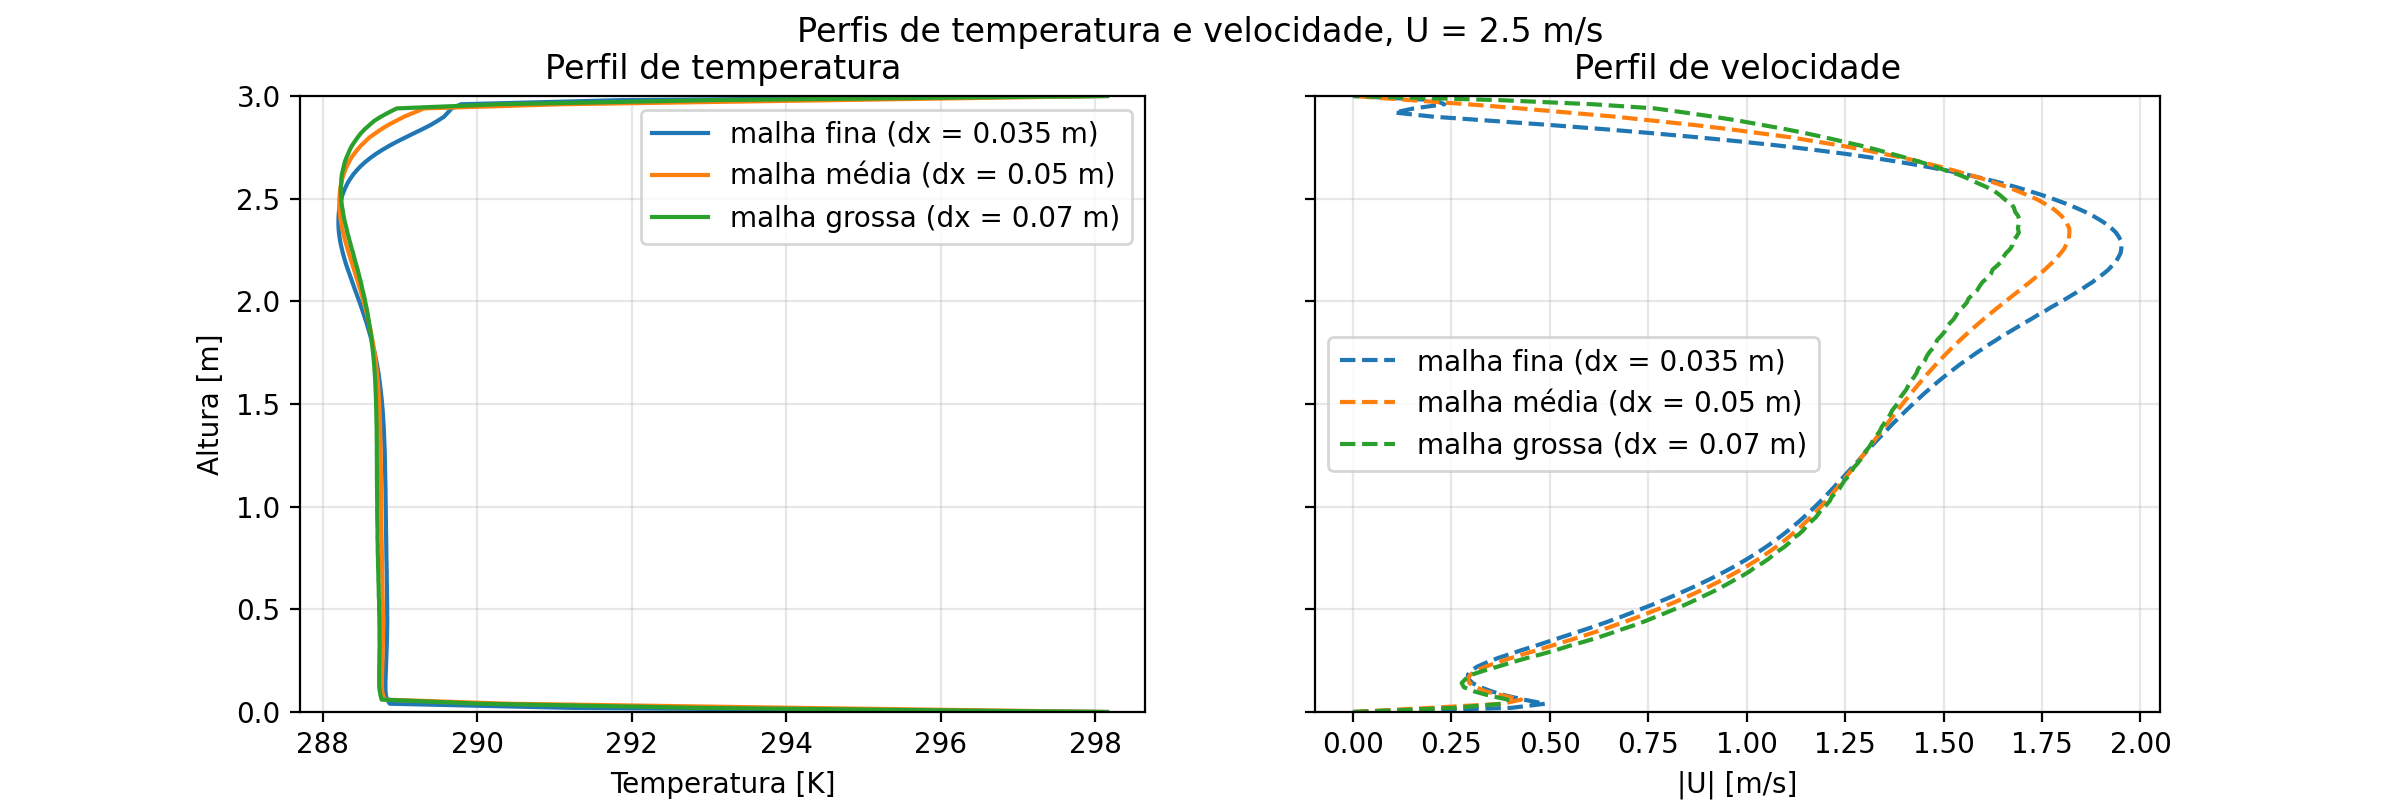 Perfis de temperatura e velocidade, U = 2.5 m/s
Perfil de temperatura
3.0
2.5
2.0
1.5
1.0
0.5
0.0
Altura [m]
malha fina (dx = 0.035 m)
malha média (dx = 0.05 m)
malha grossa (dx = 0.07 m)
288 290 292 294 296 298
Temperatura [K]
Perfil de velocidade
malha fina (dx = 0.035 m)
malha média (dx = 0.05 m)
malha grossa (dx = 0.07 m)
0.00 0.25 0.50 0.75 1.00 1.25 1.50 1.75 2.00
|U| [m/s]